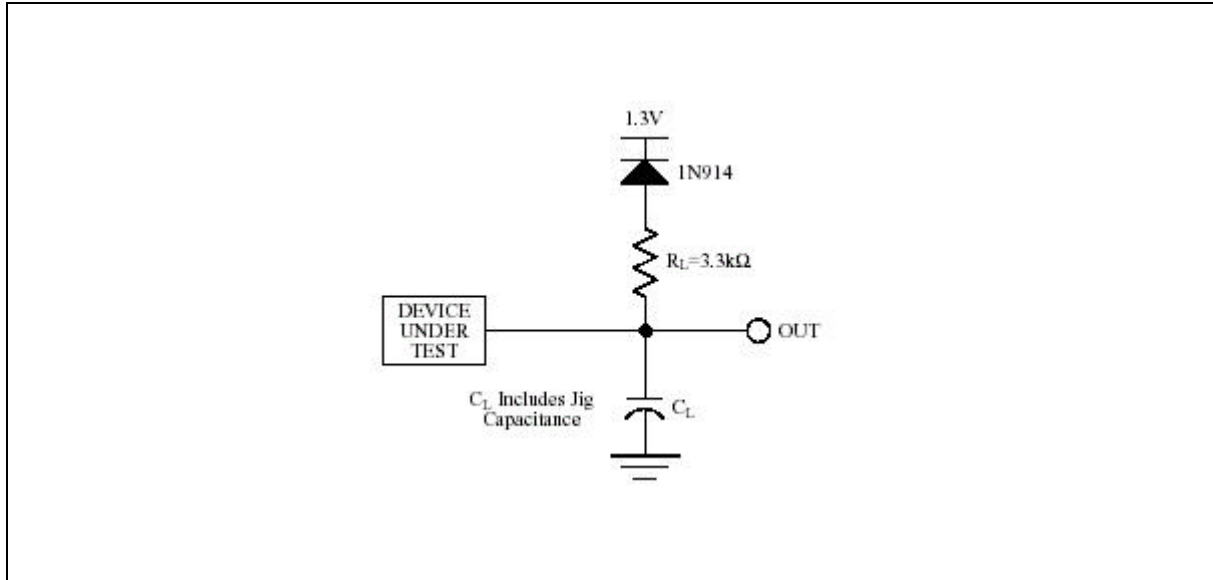 1.3V
1N914
RL=3.3kΩ
DEVICE
UNDER
TEST
OUT
CL Includes Jig
Capacitance
CL